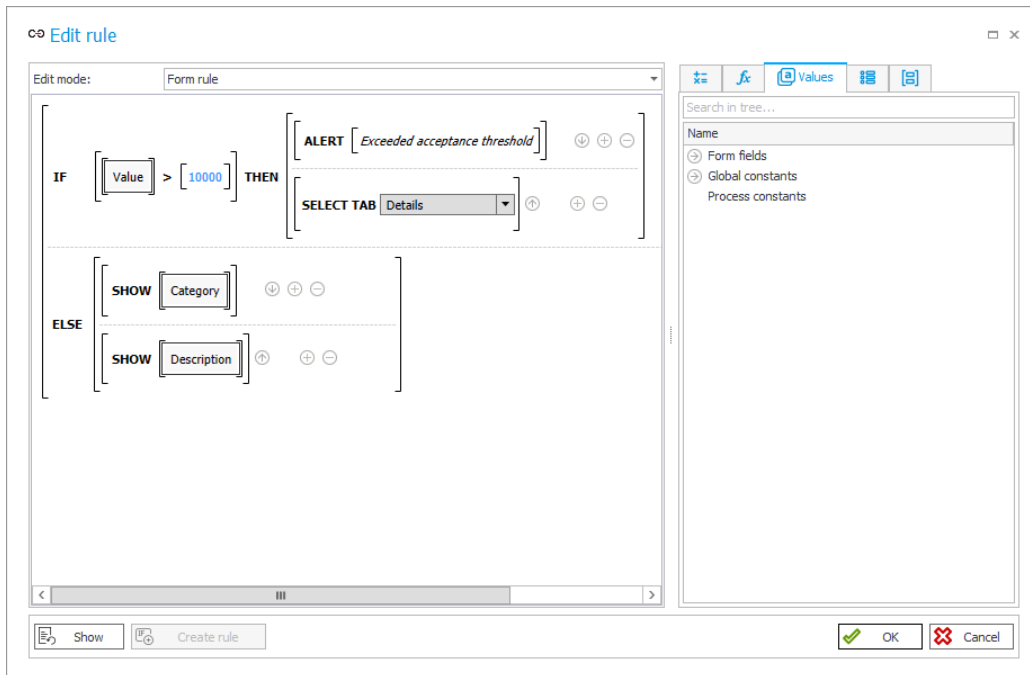 Edit rule
Edit mode: Form rule
IF Value > 10000 THEN
ALERT Exceeded acceptance threshold
SELECT TAB Details
ELSE
SHOW Category
SHOW Description
Values
Search in tree...
Name
Form fields
Global constants
Process constants
Show
Create rule
OK
Cancel